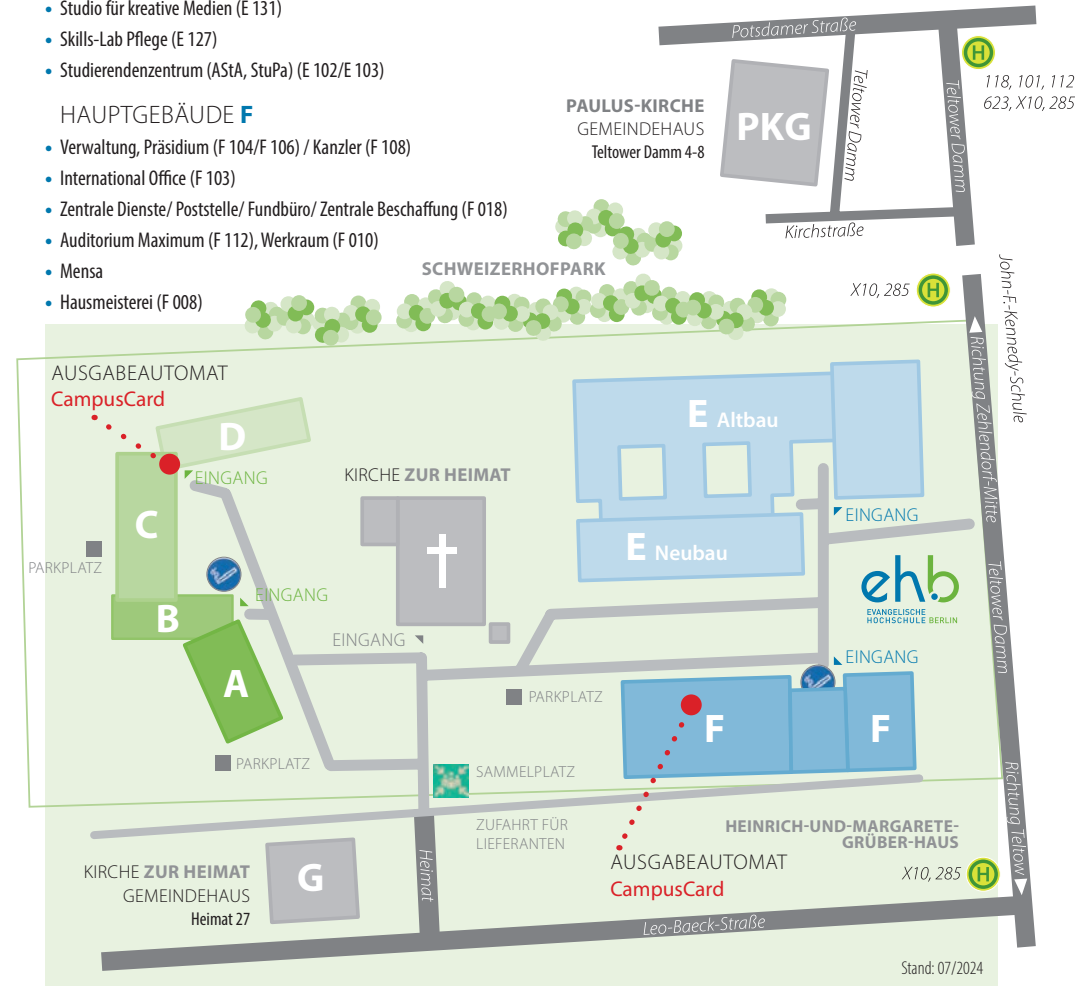 • Studio für kreative Medien (E 131)
• Skills-Lab Pflege (E 127)
• Studierendenzentrum (AStA, StuPa) (E 102/E 103)
HAUPTGEBÄUDE F
• Verwaltung, Präsidium (F 104/F 106) / Kanzler (F 108)
• International Office (F 103)
• Zentrale Dienste/ Poststelle/ Fundbüro/ Zentrale Beschaffung (F 018)
• Auditorium Maximum (F 112), Werkraum (F 010)
• Mensa
• Hausmeisterei (F 008)
Potsdamer Straße
H
118, 101, 112
623, X10, 285
Teltower Damm
Teltower Damm
PAULUS-KIRCHE
GEMEINDEHAUS
Teltower Damm 4-8
PKG
Kirchstraße
SCHWEIZERHOFPARK
X10, 285
H
John-F.-Kennedy-Schule
Richtung Zehlendorf-Mitte
AUSGABEAUTOMAT
CampusCard
D
EINGANG
C
PARKPLATZ
EINGANG
B
A
PARKPLATZ
KIRCHE ZUR HEIMAT
EINGANG
E Altbau
E Neubau
EINGANG
ehb
EVANGELISCHE
HOCHSCHULE BERLIN
Teltower Damm
EINGANG
PARKPLATZ
F
F
SAMMELPLATZ
ZUFAHRT FÜR
LIEFERANTEN
Richtung Teltow
HEINRICH-UND-MARGARETE-
GRÜBER-HAUS
AUSGABEAUTOMAT
CampusCard
X10, 285
H
KIRCHE ZUR HEIMAT
GEMEINDEHAUS
Heimat 27
G
Heimat
Leo-Baeck-Straße
Stand: 07/2024